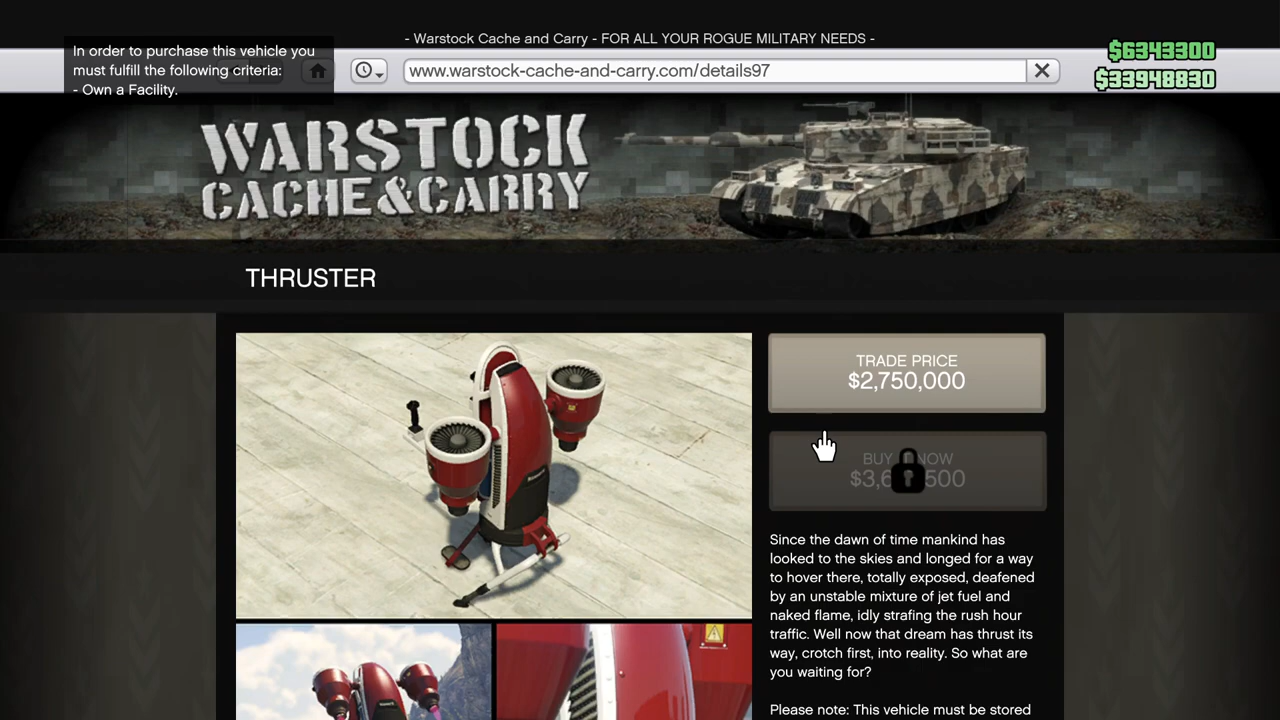 - Warstock Cache and Carry - FOR ALL YOUR ROGUE MILITARY NEEDS -
In order to purchase this vehicle you
must fulfill the following criteria:
- Own a Facility.
www.warstock-cache-and-carry.com/details97
$6343300
$33948830
WARSTOCK
CACHE&CARRY
THRUSTER
TRADE PRICE
$2,750,000
BUY NOW
Since the dawn of time mankind has
looked to the skies and longed for a way
to hover there, totally exposed, deafened
by an unstable mixture of jet fuel and
naked flame, idly strafing the rush hour
traffic. Well now that dream has thrust its
way, crotch first, into reality. So what are
you waiting for?
Please note: This vehicle must be stored